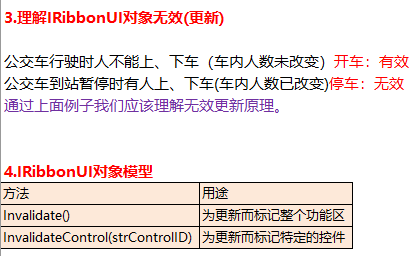 3.理解IRibbonUI对象无效(更新)
公交车行驶时人不能上、下车（车内人数未改变）开车：有效
公交车到站暂停时有人上、下车(车内人数已改变)停车：无效
通过上面例子我们应该理解无效更新原理。
4.IRibbonUI对象模型
方法 用途
Invalidate() 为更新而标记整个功能区
InvalidateControl(strControlID) 为更新而标记特定的控件